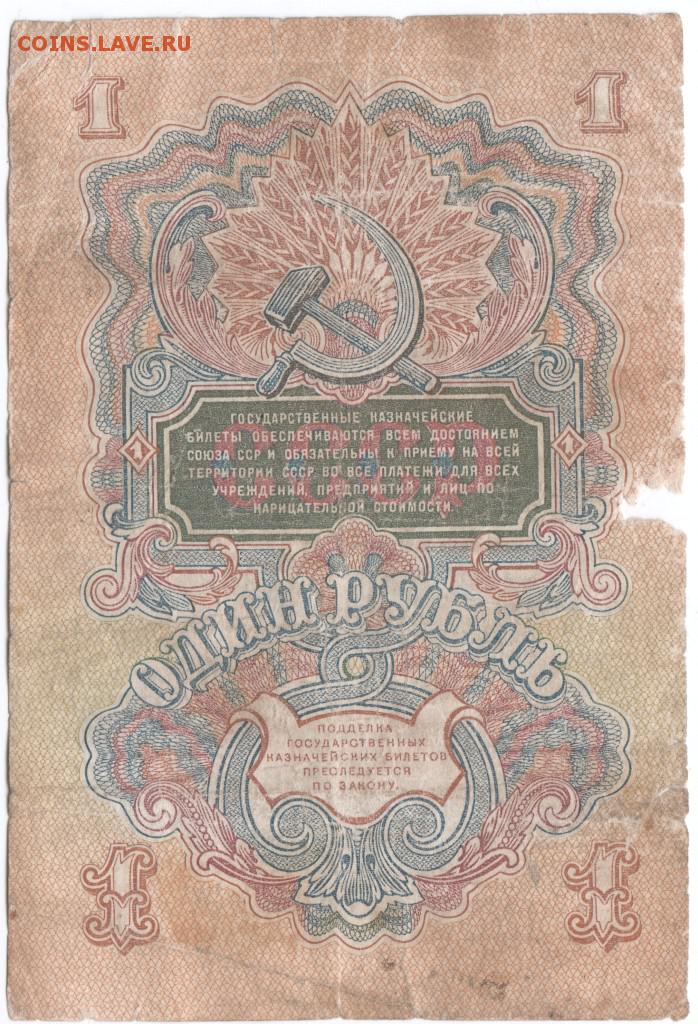 COINS.LAVE.RU
1 1
ГОСУДАРСТВЕННЫЕ КАЗНАЧЕЙСКИЕ
БИЛЕТЫ ОБЕСПЕЧИВАЮТСЯ ВСЕМ ДОСТОЯНИЕМ
СОЮЗА ССР И ОБЯЗАТЕЛЬНЫ К ПРИЕМУ НА ВСЕЙ
ТЕРРИТОРИИ СССР ВО ВСЕ ПЛАТЕЖИ ДЛЯ ВСЕХ
УЧРЕЖДЕНИЙ, ПРЕДПРИЯТИЙ И ЛИЦ ПО
НАРИЦАТЕЛЬНОЙ СТОИМОСТИ.
1 1
СССР
ОДИН РУБЛЬ
ПОДДЕЛКА
ГОСУДАРСТВЕННЫХ
КАЗНАЧЕЙСКИХ БИЛЕТОВ
ПРЕСЛЕДУЕТСЯ
ПО ЗАКОНУ.
1 1